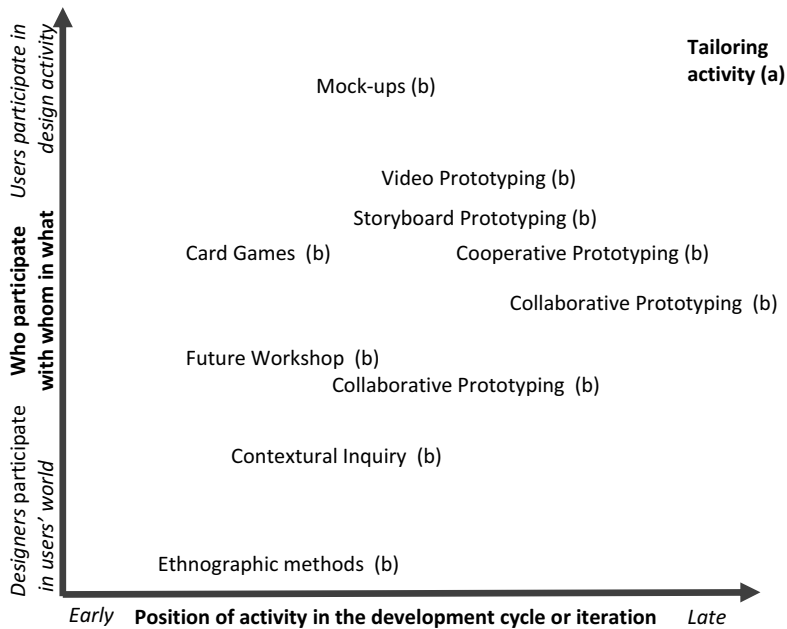 Users participate in
design activity
Who participate
with whom in what
Designers participate
in users' world
Tailoring
activity (a)
Mock-ups (b)
Video Prototyping (b)
Storyboard Prototyping (b)
Card Games (b)
Cooperative Prototyping (b)
Collaborative Prototyping (b)
Future Workshop (b)
Collaborative Prototyping (b)
Contextural Inquiry (b)
Ethnographic methods (b)
Early Position of activity in the development cycle or iteration Late